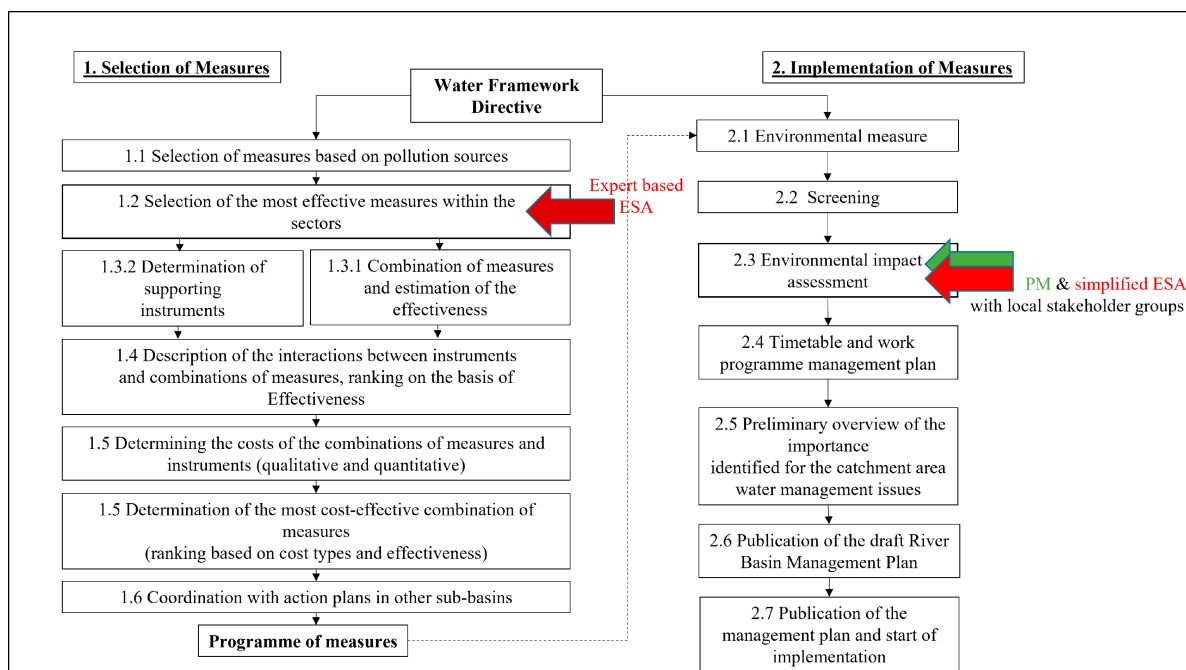 1. Selection of Measures
2. Implementation of Measures
Water Framework
Directive
1.1 Selection of measures based on pollution sources
1.2 Selection of the most effective measures within the
sectors
Expert based
ESA
1.3.2 Determination of
supporting
instruments
1.3.1 Combination of measures
and estimation of the
effectiveness
1.4 Description of the interactions between instruments
and combinations of measures, ranking on the basis of
Effectiveness
1.5 Determining the costs of the combinations of measures and
instruments (qualitative and quantitative)
1.5 Determination of the most cost-effective combination of
measures
(ranking based on cost types and effectiveness)
1.6 Coordination with action plans in other sub-basins
Programme of measures
2.1 Environmental measure
2.2 Screening
2.3 Environmental impact
assessment
PM & simplified ESA
with local stakeholder groups
2.4 Timetable and work
programme management plan
2.5 Preliminary overview of the
importance
identified for the catchment area
water management issues
2.6 Publication of the draft River
Basin Management Plan
2.7 Publication of the
management plan and start of
implementation